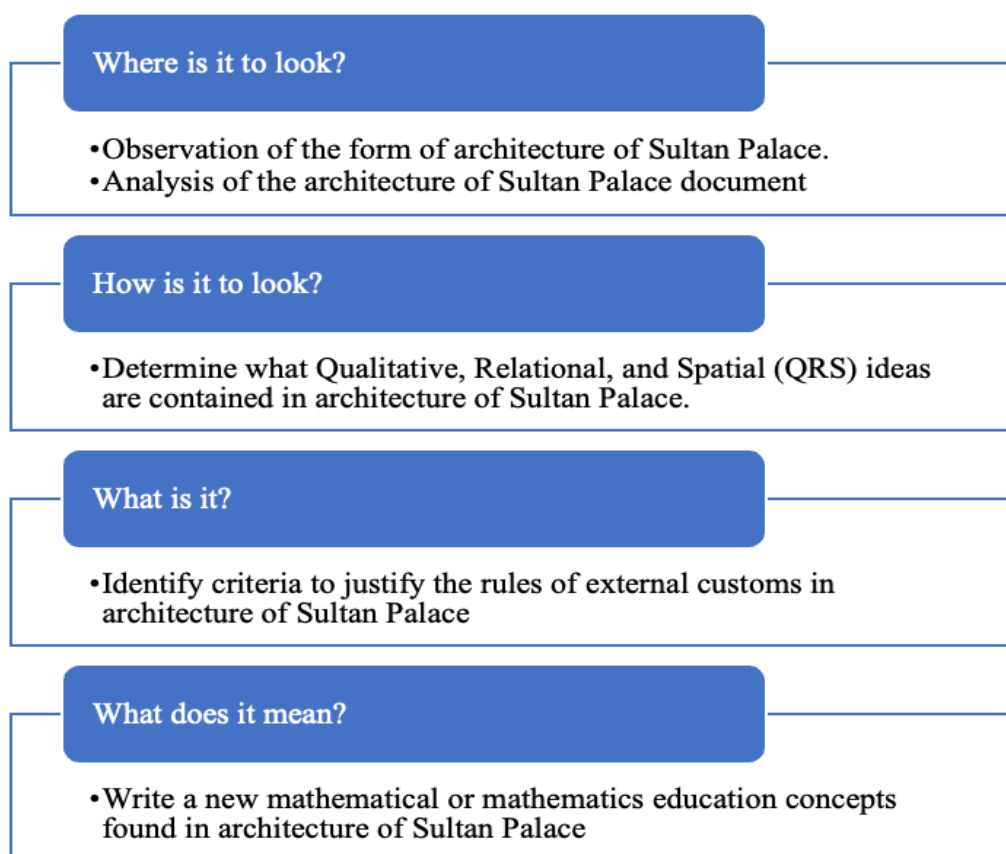 Where is it to look?
•Observation of the form of architecture of Sultan Palace.
•Analysis of the architecture of Sultan Palace document
How is it to look?
•Determine what Qualitative, Relational, and Spatial (QRS) ideas
are contained in architecture of Sultan Palace.
What is it?
•Identify criteria to justify the rules of external customs in
architecture of Sultan Palace
What does it mean?
•Write a new mathematical or mathematics education concepts
found in architecture of Sultan Palace